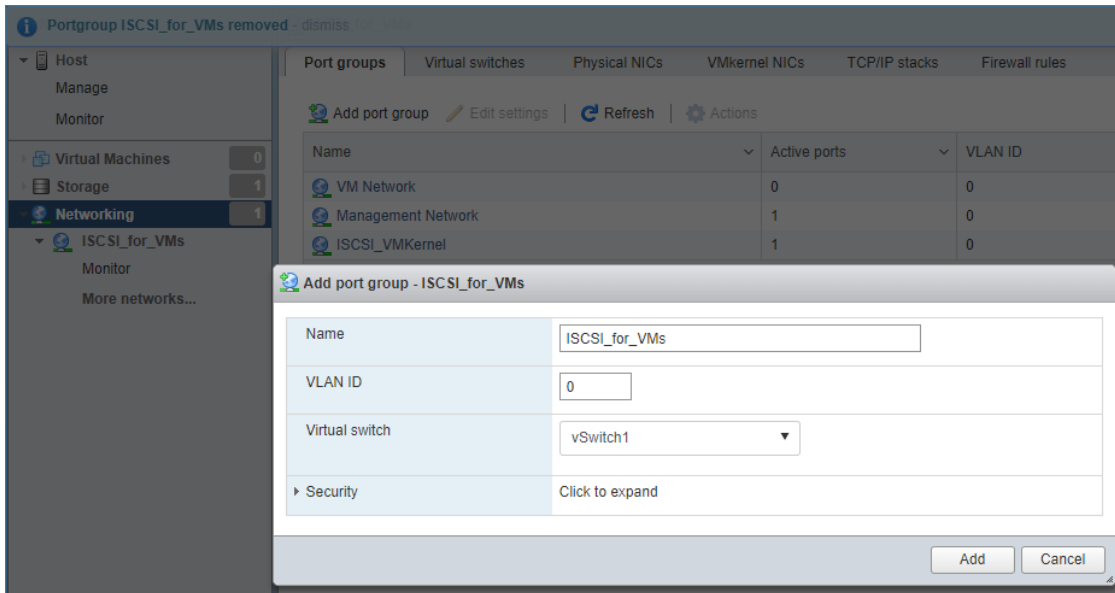 Portgroup ISCSI_for_VMs removed - dismiss
Host
Manage
Monitor
Virtual Machines 0
Storage 1
Networking 1
ISCSI_for_VMs
Monitor
More networks...
Port groups Virtual switches Physical NICs VMkernel NICs TCP/IP stacks Firewall rules
Add port group Edit settings Refresh Actions
Name Active ports VLAN ID
VM Network 0 0
Management Network 1 0
ISCSI_VMKernel 1 0
Add port group - ISCSI_for_VMs
Name ISCSI_for_VMs
VLAN ID 0
Virtual switch vSwitch1
Security Click to expand
Add Cancel